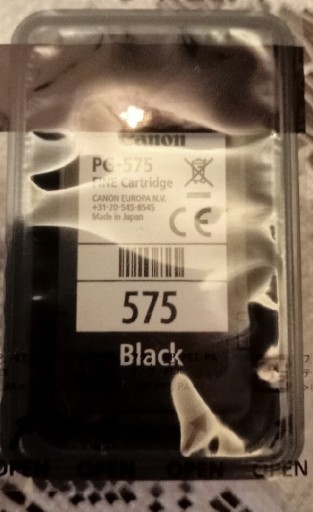 Canon
PG-575
FINE Cartridge
CANON EUROPA N.V.
+31-20-545-8545
Made in Japan
CE
575
Black
OPEN OPEN OPEN OPEN